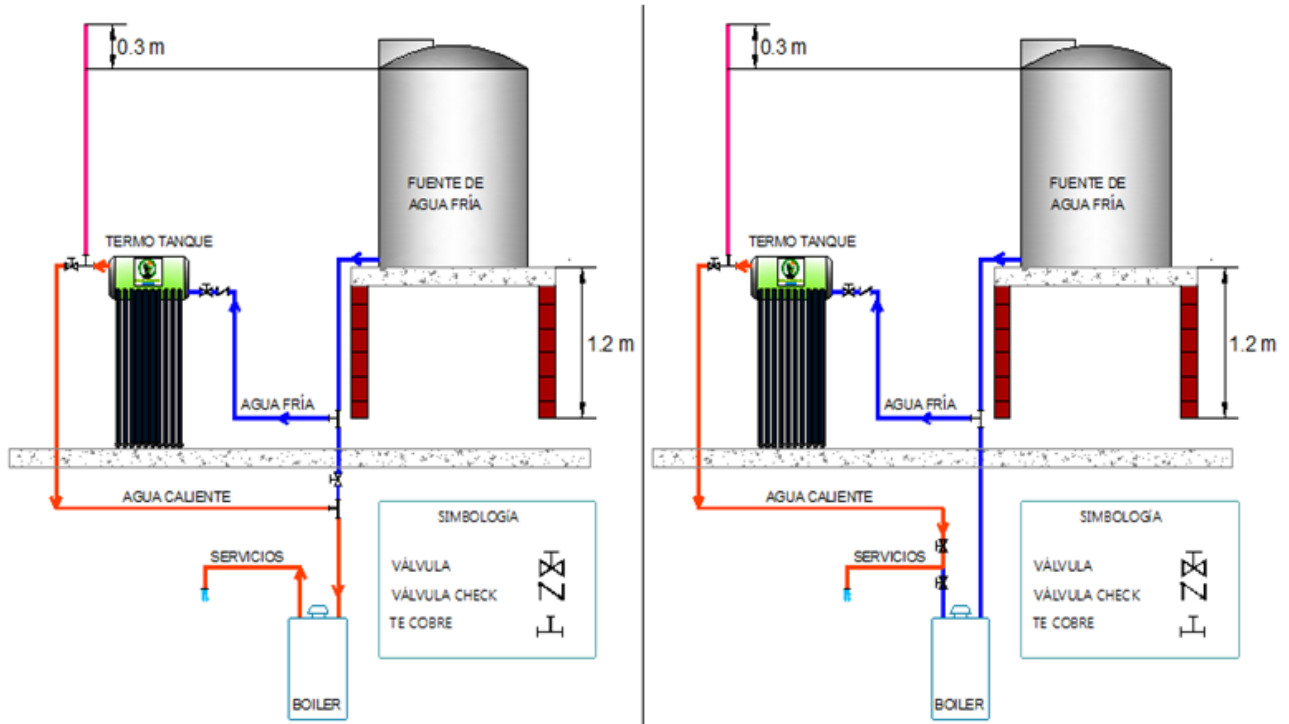 0.3 m
FUENTE DE
AGUA FRÍA
TERMO TANQUE
1.2 m
AGUA FRÍA
AGUA CALIENTE
SERVICIOS
BOILER
SIMBOLOGÍA
VÁLVULA
VÁLVULA CHECK
TE COBRE
0.3 m
FUENTE DE
AGUA FRÍA
TERMO TANQUE
1.2 m
AGUA FRÍA
AGUA CALIENTE
SERVICIOS
BOILER
SIMBOLOGÍA
VÁLVULA
VÁLVULA CHECK
TE COBRE